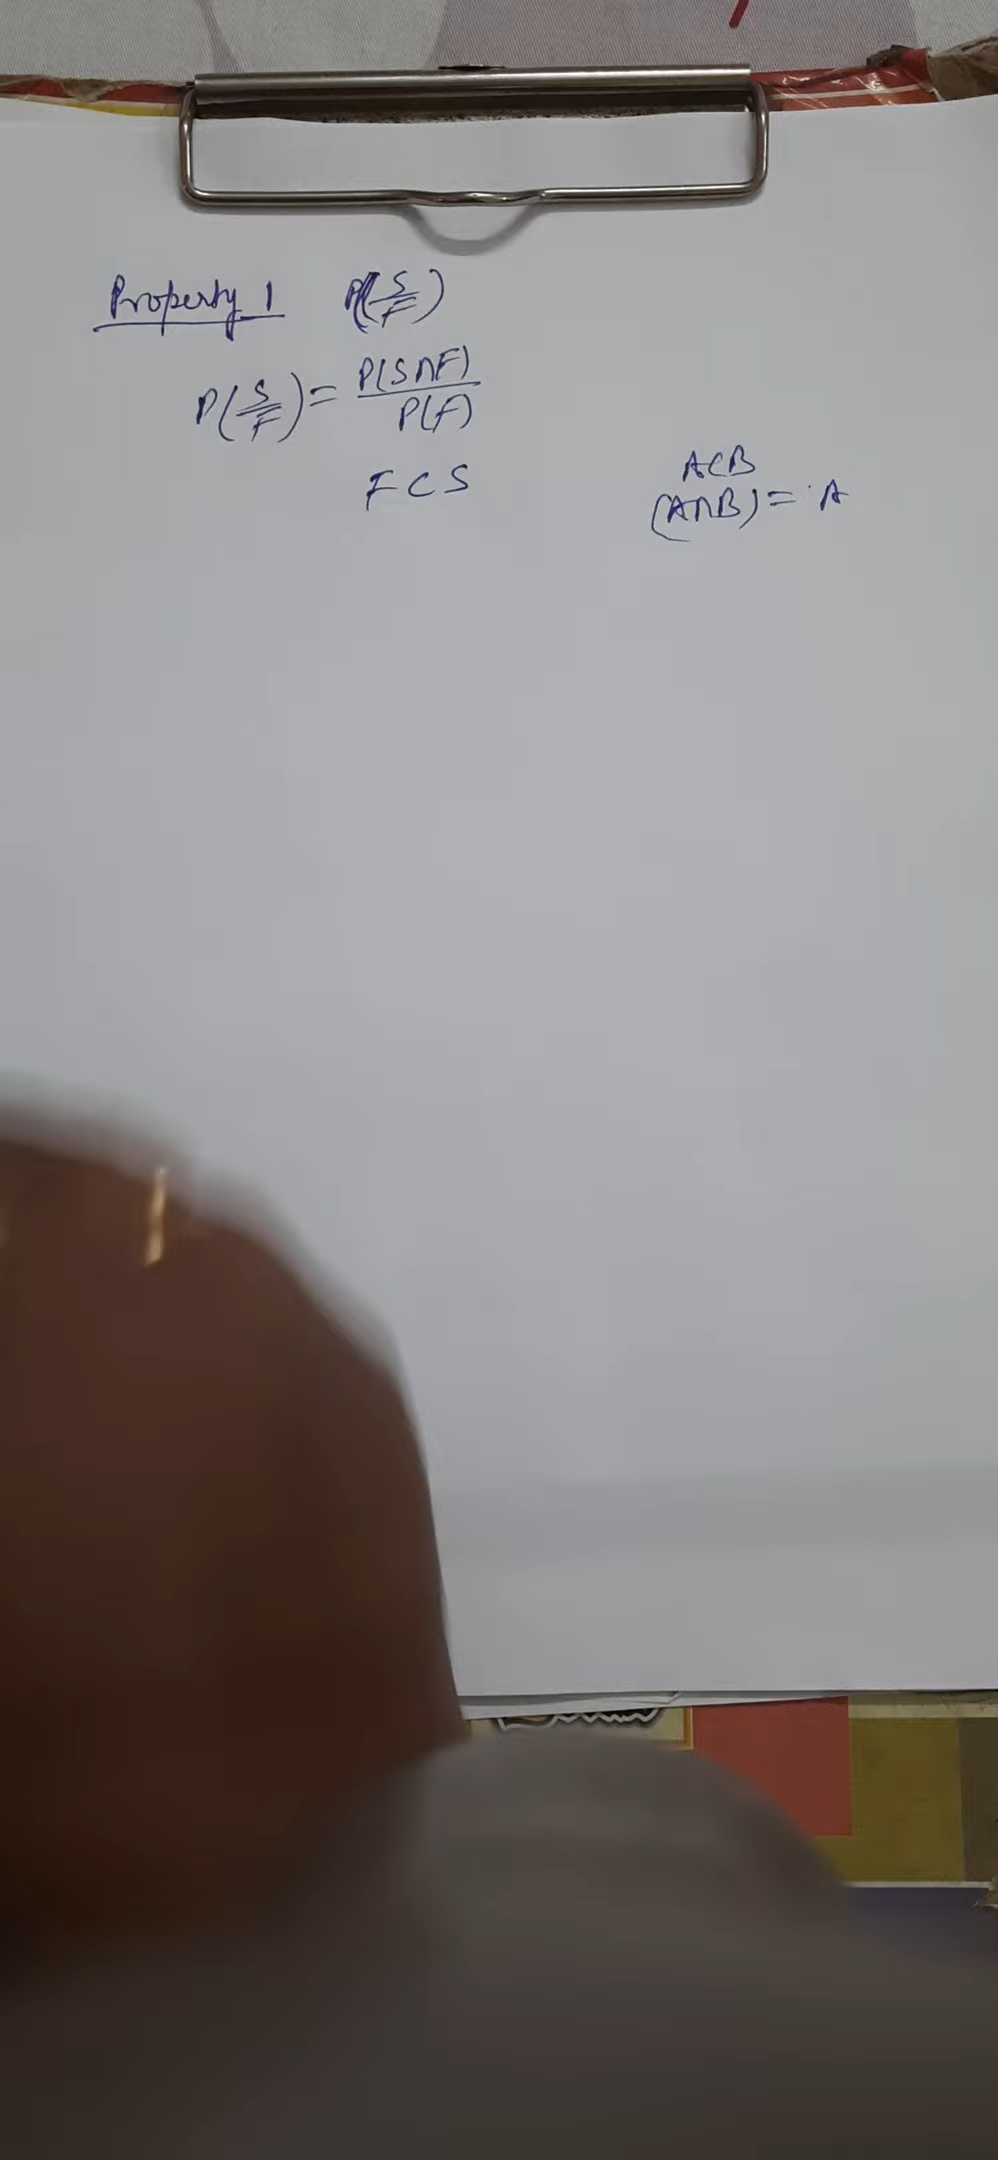 Property 1 P(S/F)
P(S/F) = P(S∩F)/P(F)
F⊂S
A⊂B
(A∩B) = A